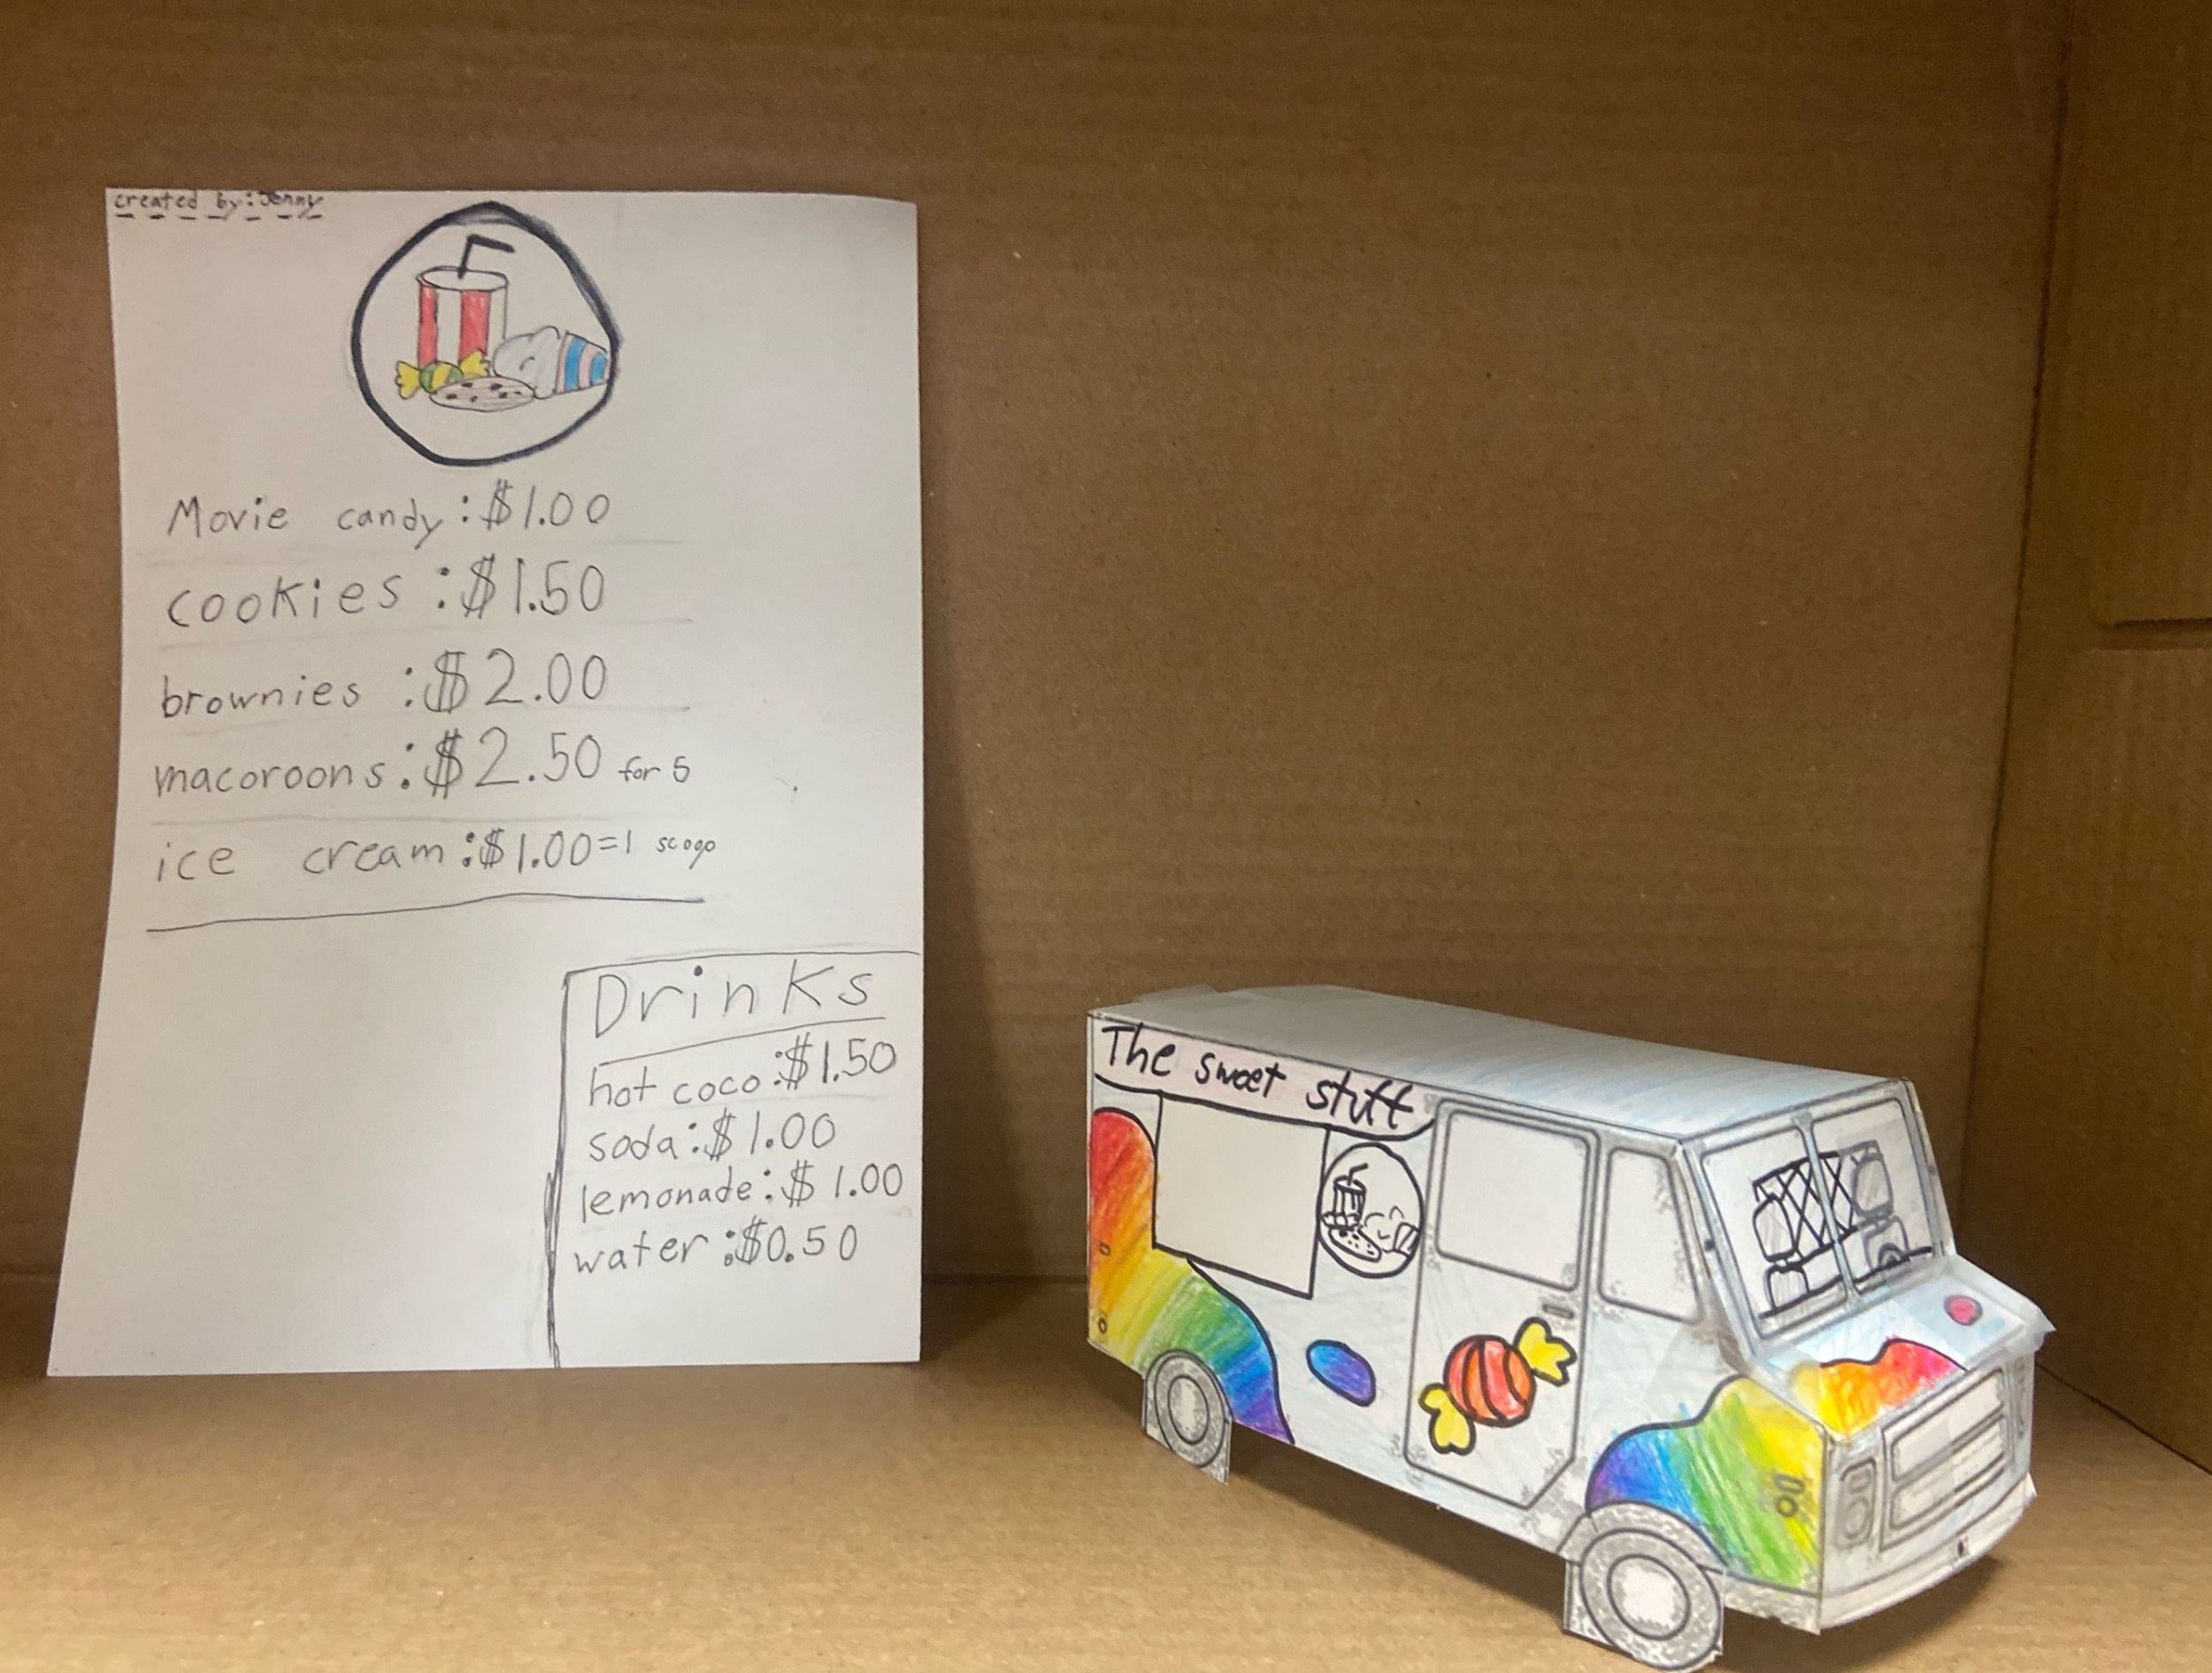 created by: Jenny
Movie candy: $1.00
cookies: $1.50
brownies: $2.00
macoroons: $2.50 for 5
ice cream: $1.00=1 scoop
Drinks
hot coco: $1.50
soda: $1.00
lemonade: $1.00
water: $0.50
The sweet stuff